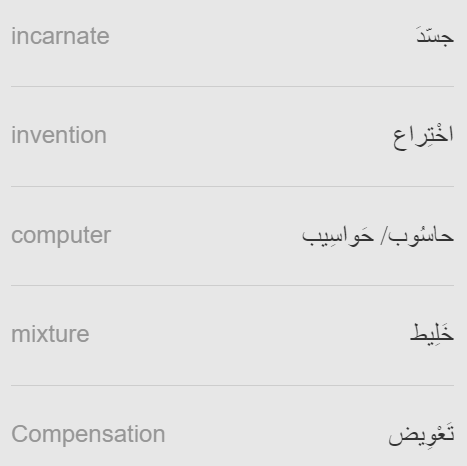 incarnate جسّدَ
invention اخْتِراع
computer حاسُوب/ حَواسِيب
mixture خَلِيط
Compensation تَعْوِيض